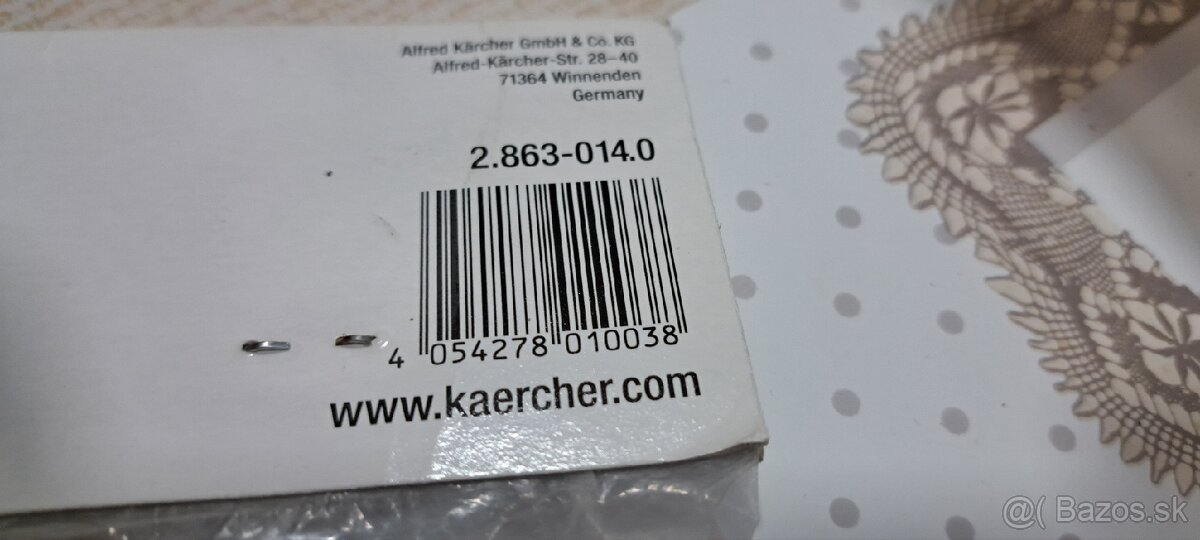 Alfred Kärcher GmbH & Co. KG
Alfred-Kärcher-Str. 28–40
71364 Winnenden
Germany
2.863-014.0
4 054278 010038
www.kaercher.com
@( Bazos.sk